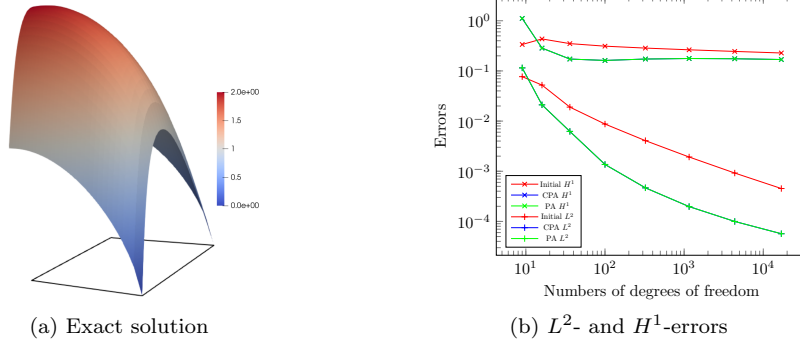 2.0e+00
1.5
1
0.5
0.0e+00
(a) Exact solution
10^0
10^-1
10^-2
10^-3
10^-4
Errors
Initial H^1
CPA H^1
PA H^1
Initial L^2
CPA L^2
PA L^2
10^1
10^2
10^3
10^4
Numbers of degrees of freedom
(b) L^2- and H^1-errors